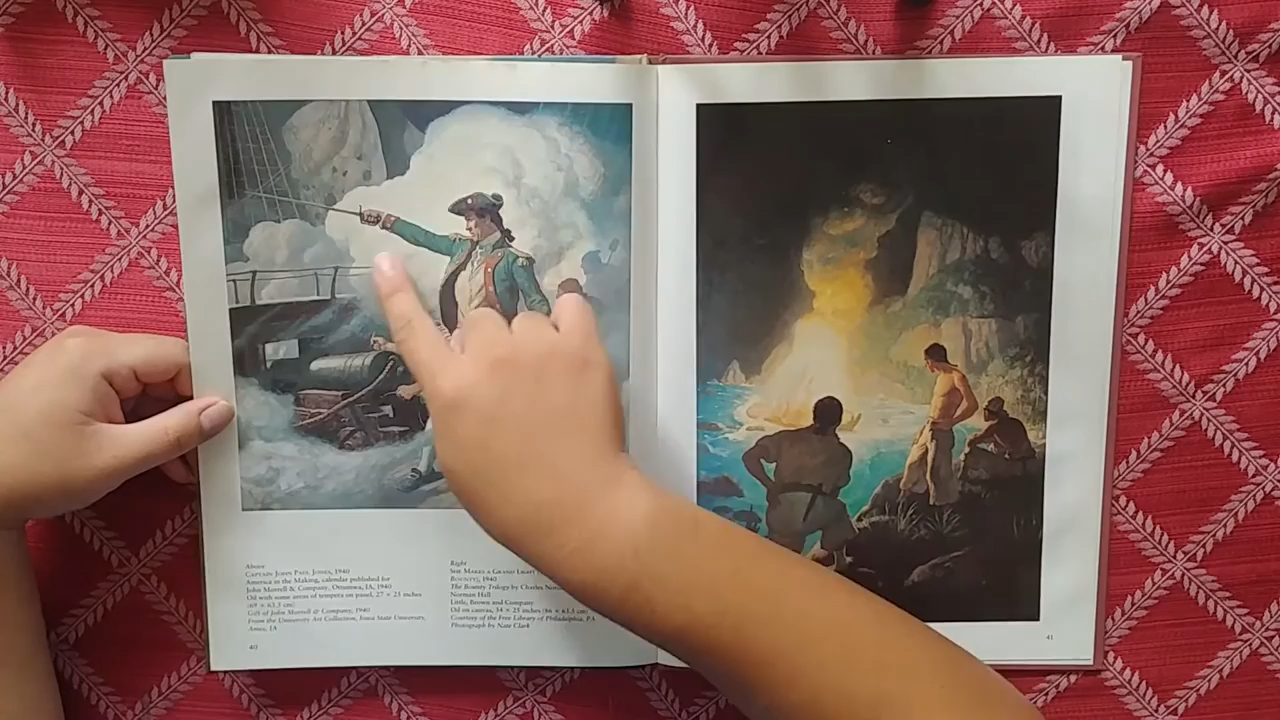 Above
CAPTAIN JOHN PAUL JONES, 1940
America in the Making, calendar published for
John Morrell & Company, Ottumwa, IA, 1940
Oil with some areas of tempera on panel, 27 × 25 inches
(69 × 63.5 cm)
Gift of John Morrell & Company, 1940
From the University Art Collection, Iowa State University,
Ames, IA
40
Right
SHE MAKES A GRAND LIGHT
BOUNTY), 1940
The Bounty Trilogy by Charles
Norman Hall
Little, Brown and Company
Oil on canvas, 34 × 25 inches (86 × 63.5 cm)
Courtesy of the Free Library of Philadelphia, PA
Photograph by Nate Clark
41